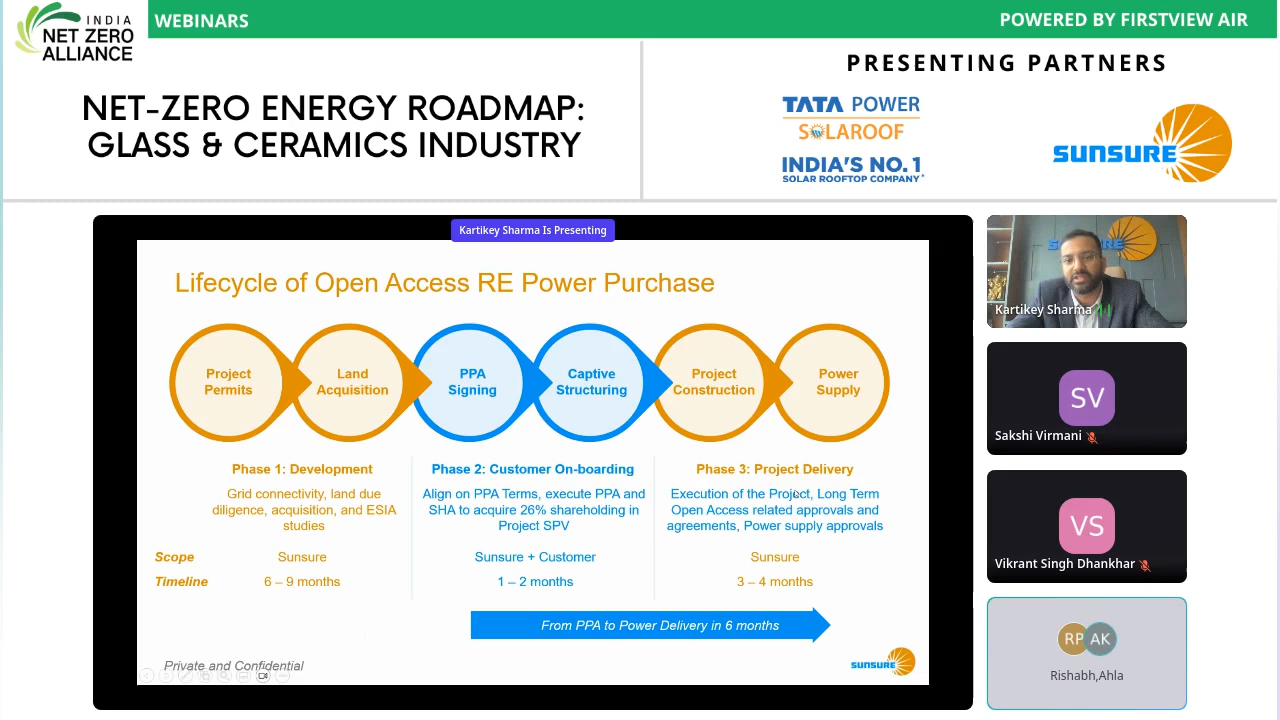 INDIA
NET ZERO
ALLIANCE
WEBINARS
POWERED BY FIRSTVIEW AIR
NET-ZERO ENERGY ROADMAP:
GLASS & CERAMICS INDUSTRY
PRESENTING PARTNERS
TATA POWER
SOLAROOF
INDIA'S NO.1
SOLAR ROOFTOP COMPANY*
SUNSURE
Kartikey Sharma Is Presenting
Lifecycle of Open Access RE Power Purchase
Project
Permits
Land
Acquisition
PPA
Signing
Captive
Structuring
Project
Construction
Power
Supply
Phase 1: Development
Grid connectivity, land due
diligence, acquisition, and ESIA
studies
Phase 2: Customer On-boarding
Align on PPA Terms, execute PPA and
SHA to acquire 26% shareholding in
Project SPV
Phase 3: Project Delivery
Execution of the Project, Long Term
Open Access related approvals and
agreements, Power supply approvals
Scope
Sunsure
Sunsure + Customer
Sunsure
Timeline
6 – 9 months
1 – 2 months
3 – 4 months
From PPA to Power Delivery in 6 months
Private and Confidential
SUNSURE
SUNSURE
Kartikey Sharma
SV
Sakshi Virmani
VS
Vikrant Singh Dhankhar
RP
AK
Rishabh,Ahla